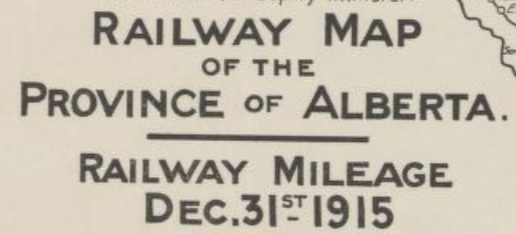 RAILWAY MAP
OF THE
PROVINCE OF ALBERTA.
RAILWAY MILEAGE
DEC. 31ST 1915